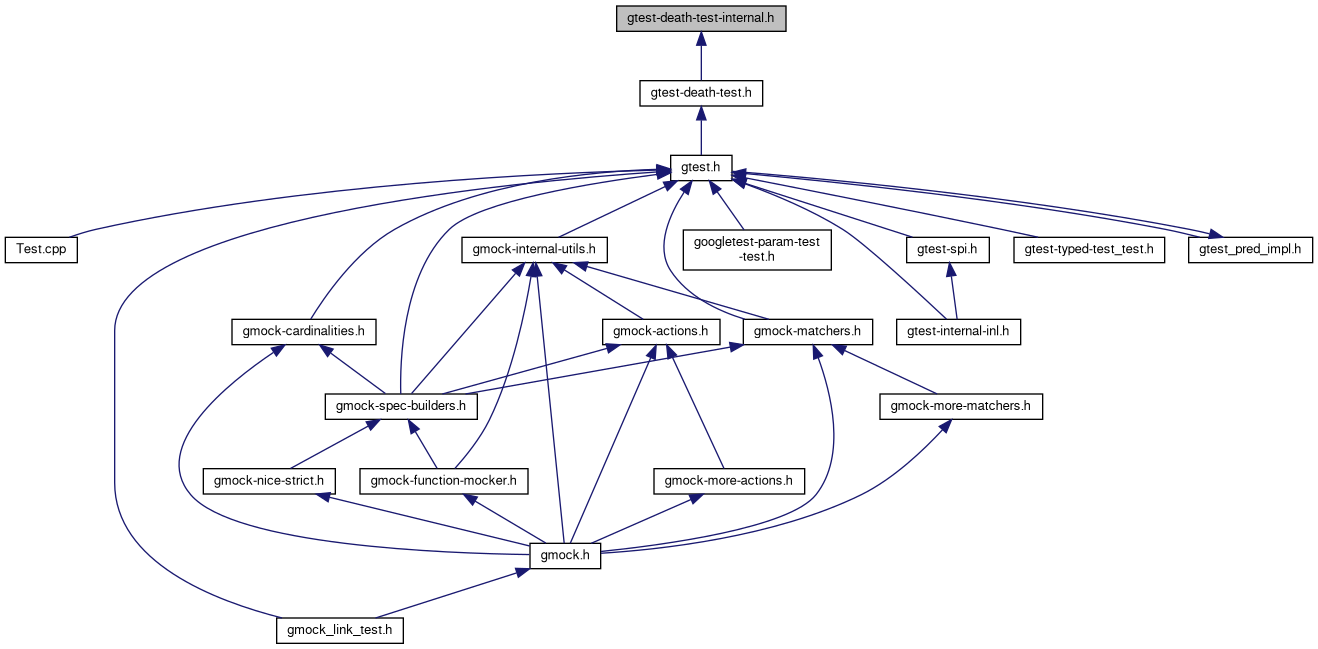 gtest-death-test-internal.h
gtest-death-test.h
gtest.h
Test.cpp
gmock-internal-utils.h
googletest-param-test
-test.h
gtest-spi.h
gtest-typed-test_test.h
gtest_pred_impl.h
gmock-cardinalities.h
gmock-actions.h
gmock-matchers.h
gtest-internal-inl.h
gmock-spec-builders.h
gmock-more-matchers.h
gmock-nice-strict.h
gmock-function-mocker.h
gmock-more-actions.h
gmock.h
gmock_link_test.h